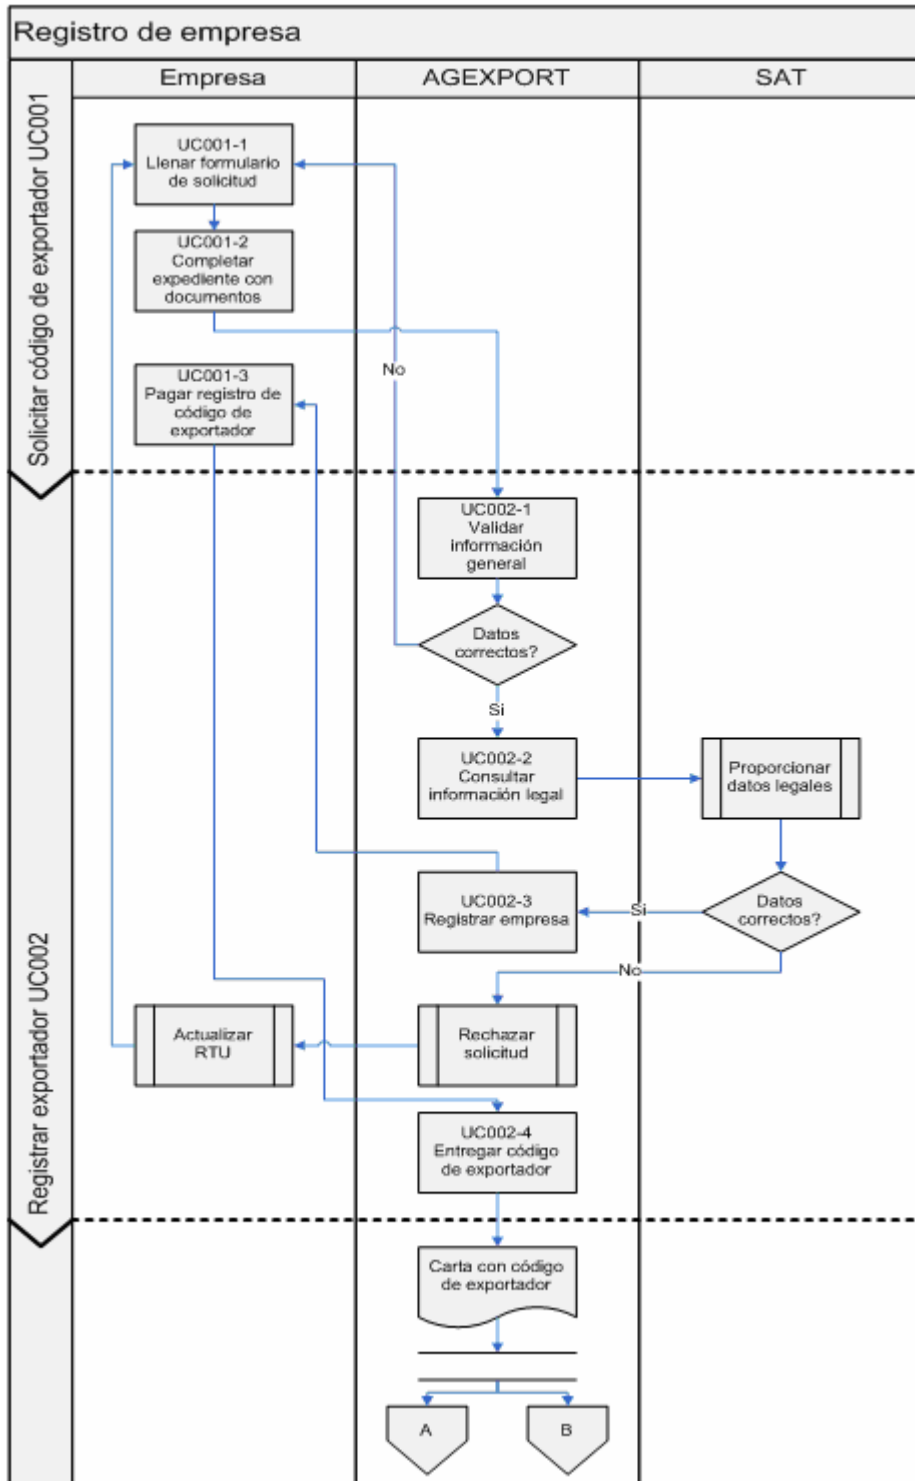 Registro de empresa
Empresa
AGEXPORT
SAT
Solicitar código de exportador UC001
UC001-1
Llenar formulario
de solicitud
UC001-2
Completar
expediente con
documentos
No
UC001-3
Pagar registro de
código de
exportador
Registrar exportador UC002
UC002-1
Validar
información
general
Datos
correctos?
Si
UC002-2
Consultar
información legal
Proporcionar
datos legales
UC002-3
Registrar empresa
Si
Datos
correctos?
No
Actualizar
RTU
Rechazar
solicitud
UC002-4
Entregar código
de exportador
Carta con código
de exportador
A
B